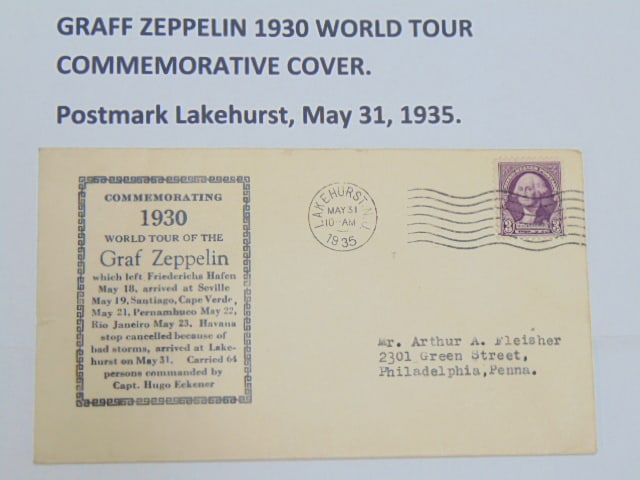 GRAFF ZEPPELIN 1930 WORLD TOUR
COMMEMORATIVE COVER.
Postmark Lakehurst, May 31, 1935.
COMMEMORATING
1930
WORLD TOUR OF THE
Graf Zeppelin
which left Friedericha Hafen
May 18, arrived at Seville
May 19, Santiago, Cape Verde,
May 21, Pernambuco May 22,
Rio Janeiro May 23. Havana
stop cancelled because of
bad storms, arrived at Lake-
hurst on May 31. Carried 64
persons commanded by
Capt. Hugo Eekener
LAKEHURST N.J.
MAY 31
10-AM
1935
3 3
Mr. Arthur A. Fleisher
2301 Green Street,
Philadelphia,Penna.